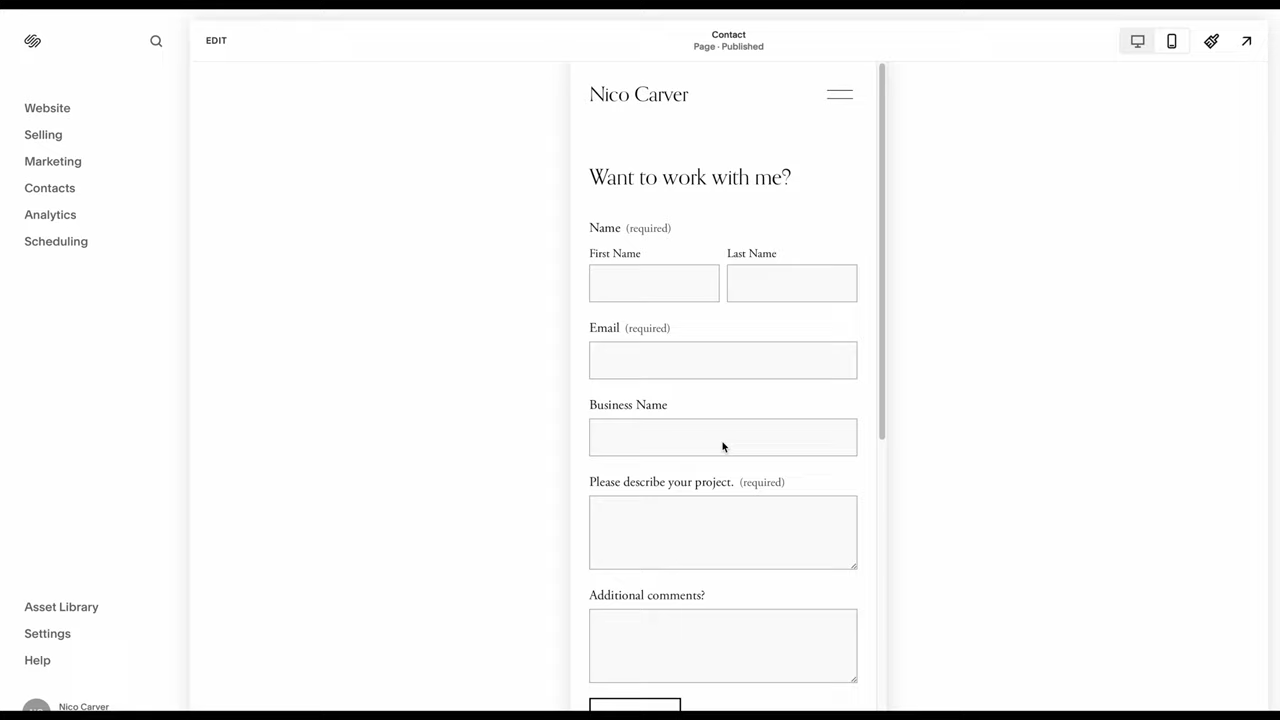 EDIT
Contact
Page · Published
Website
Selling
Marketing
Contacts
Analytics
Scheduling
Asset Library
Settings
Help
Nico Carver
Nico Carver
Want to work with me?
Name (required)
First Name Last Name
Email (required)
Business Name
Please describe your project. (required)
Additional comments?